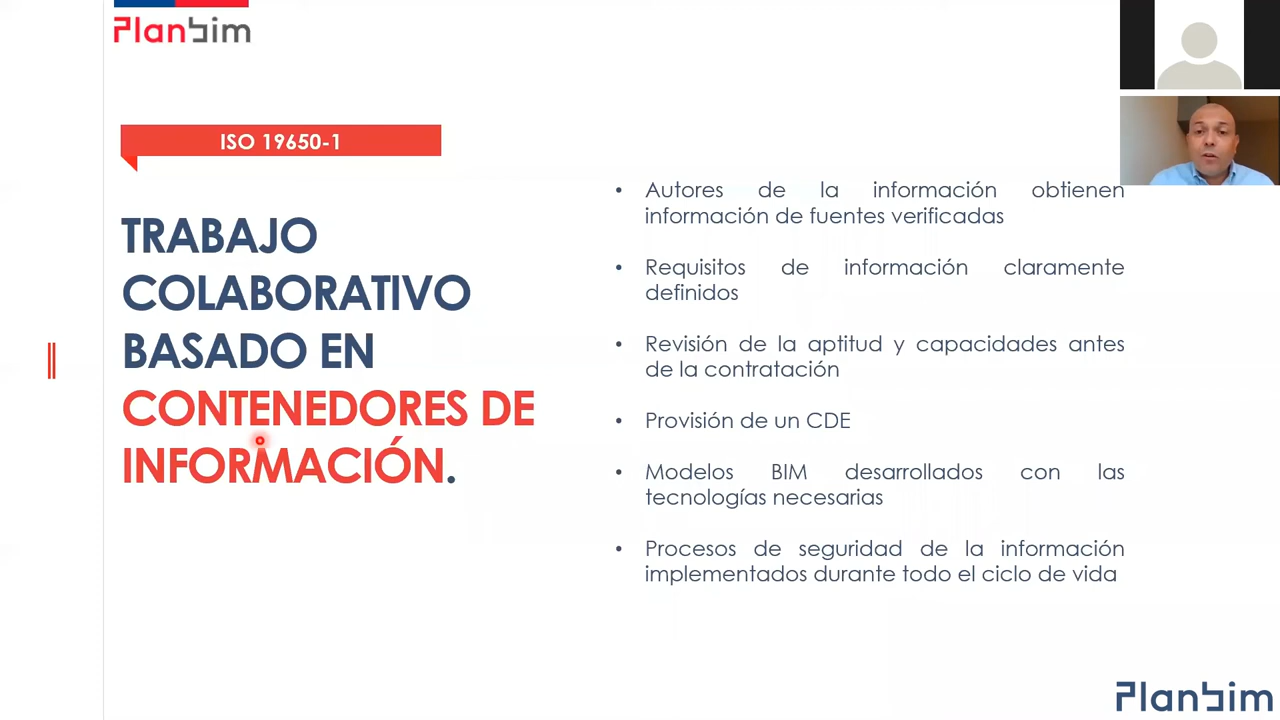 Planbim
ISO 19650-1
TRABAJO
COLABORATIVO
BASADO EN
CONTENEDORES DE
INFORMACIÓN.
• Autores de la información obtienen
información de fuentes verificadas
• Requisitos de información claramente
definidos
• Revisión de la aptitud y capacidades antes
de la contratación
• Provisión de un CDE
• Modelos BIM desarrollados con las
tecnologías necesarias
• Procesos de seguridad de la información
implementados durante todo el ciclo de vida
Planbim